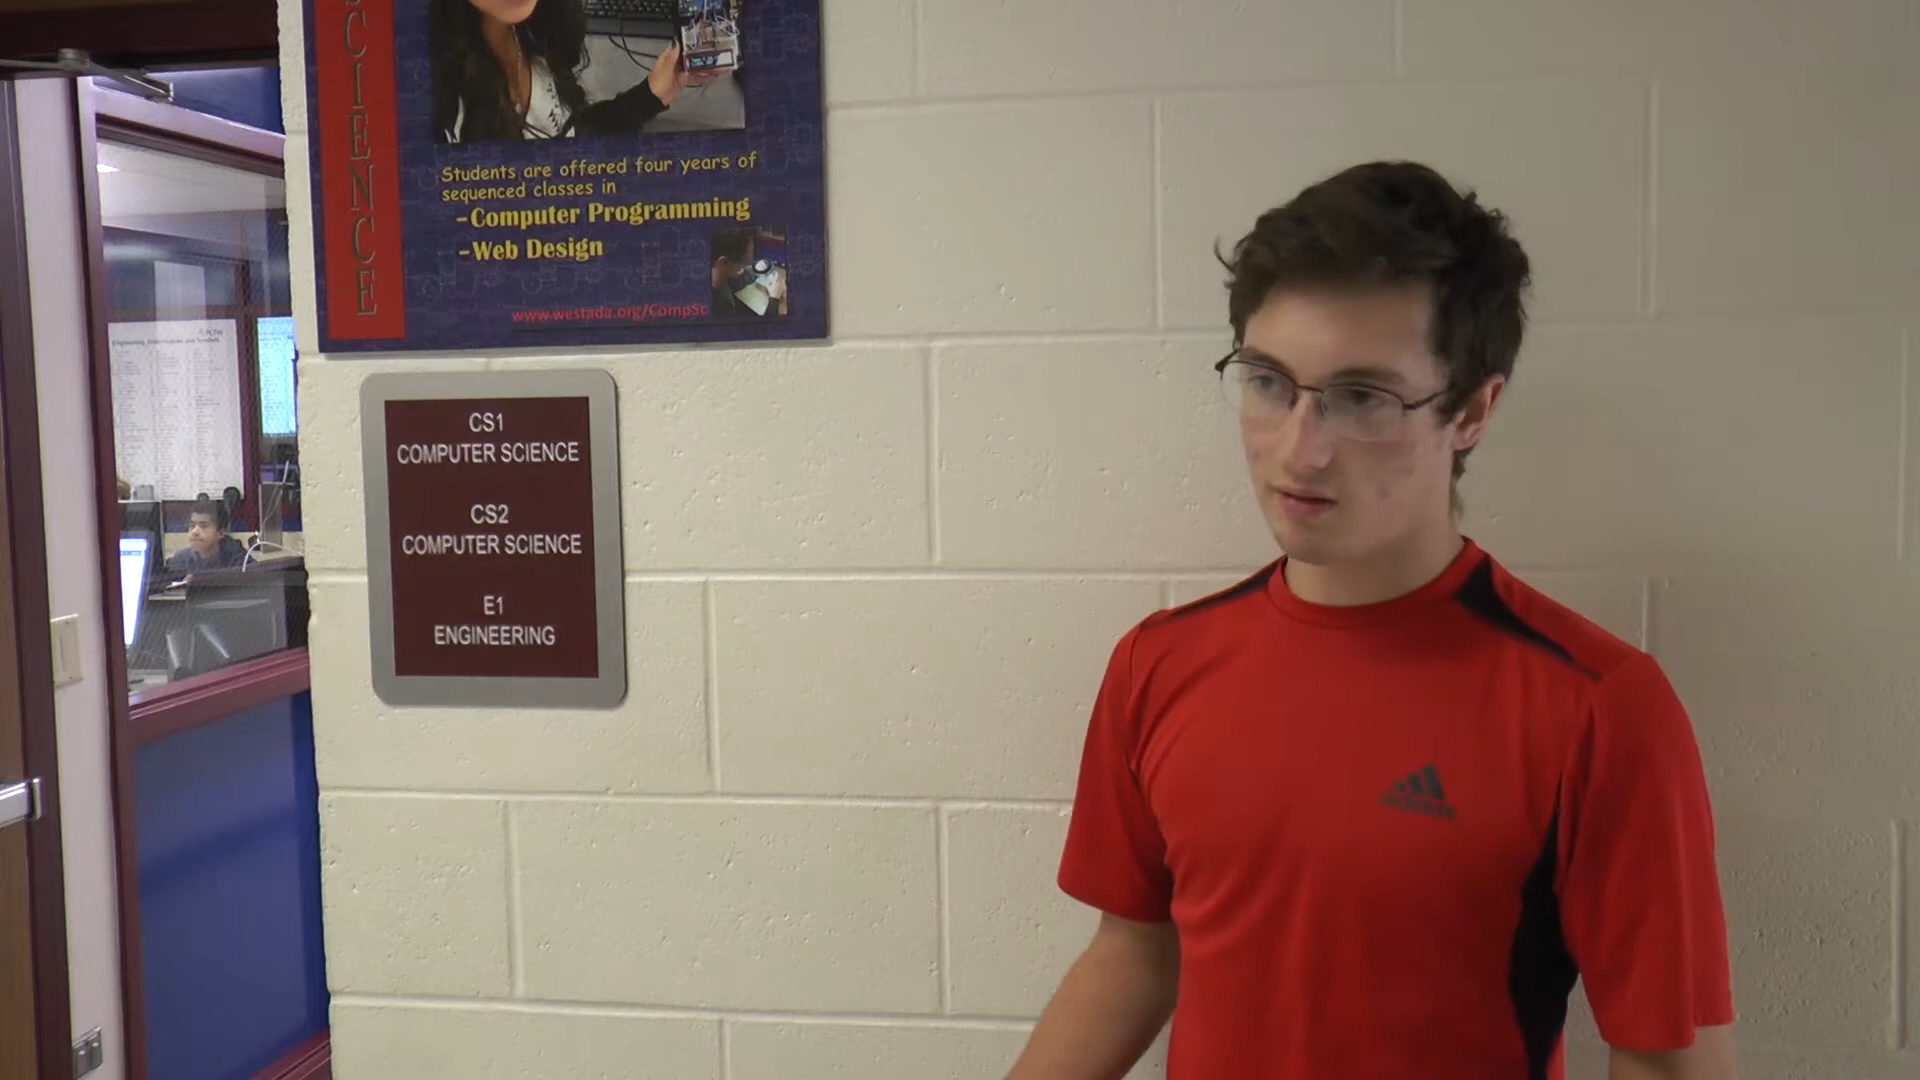 SCIENCE
Students are offered four years of
sequenced classes in
-Computer Programming
-Web Design
www.westada.org/CompSc
CS1
COMPUTER SCIENCE
CS2
COMPUTER SCIENCE
E1
ENGINEERING